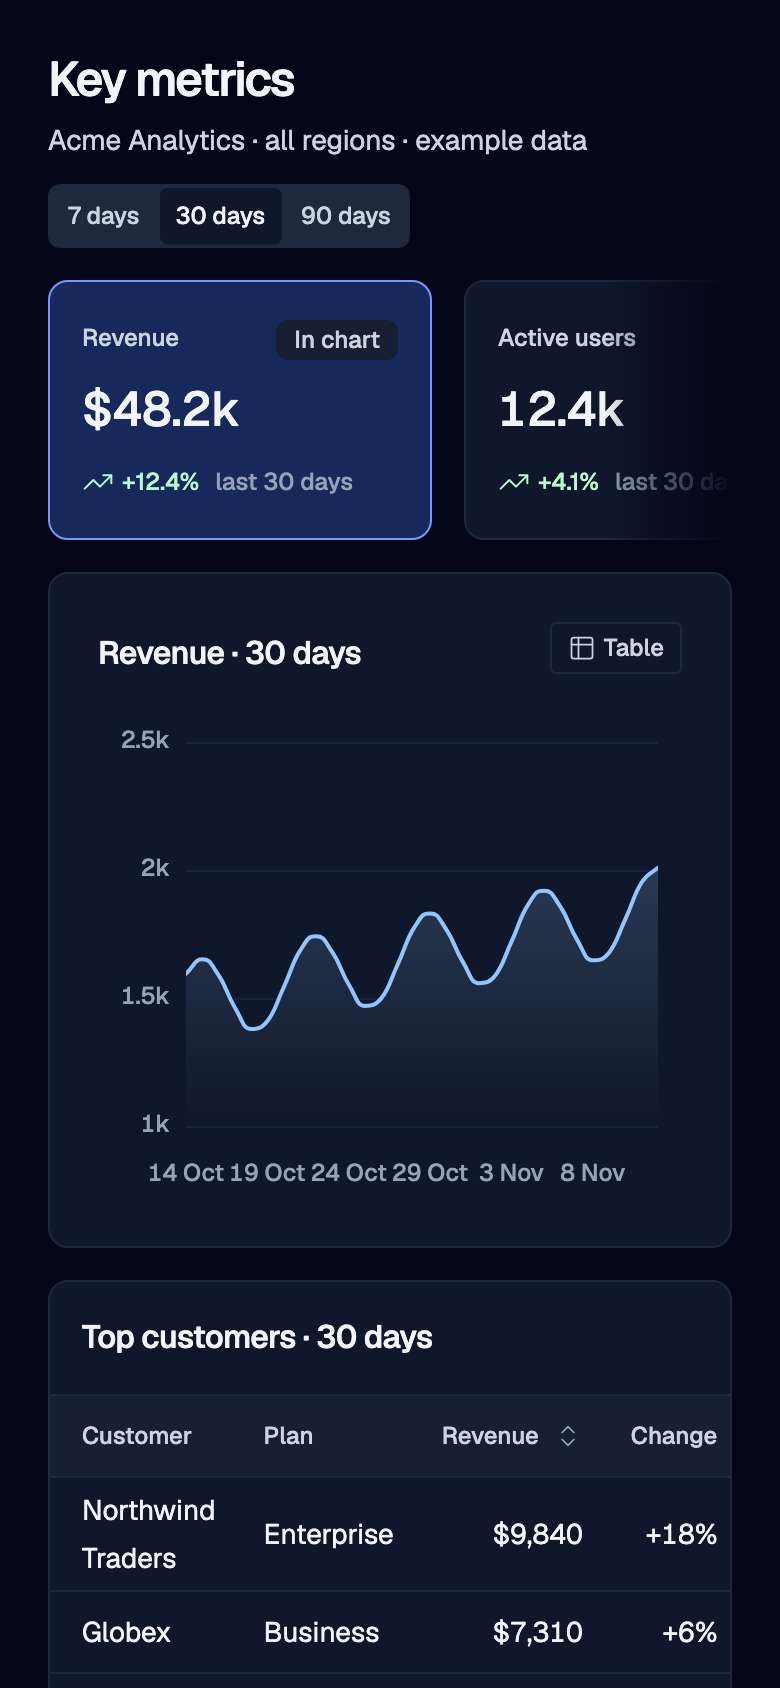 Key metrics
Acme Analytics · all regions · example data
7 days 30 days 90 days
Revenue In chart
$48.2k
+12.4% last 30 days
Active users
12.4k
+4.1% last 30 da
Revenue · 30 days
Table
2.5k
2k
1.5k
1k
14 Oct 19 Oct 24 Oct 29 Oct 3 Nov 8 Nov
Top customers · 30 days
Customer Plan Revenue Change
Northwind
Traders Enterprise $9,840 +18%
Globex Business $7,310 +6%